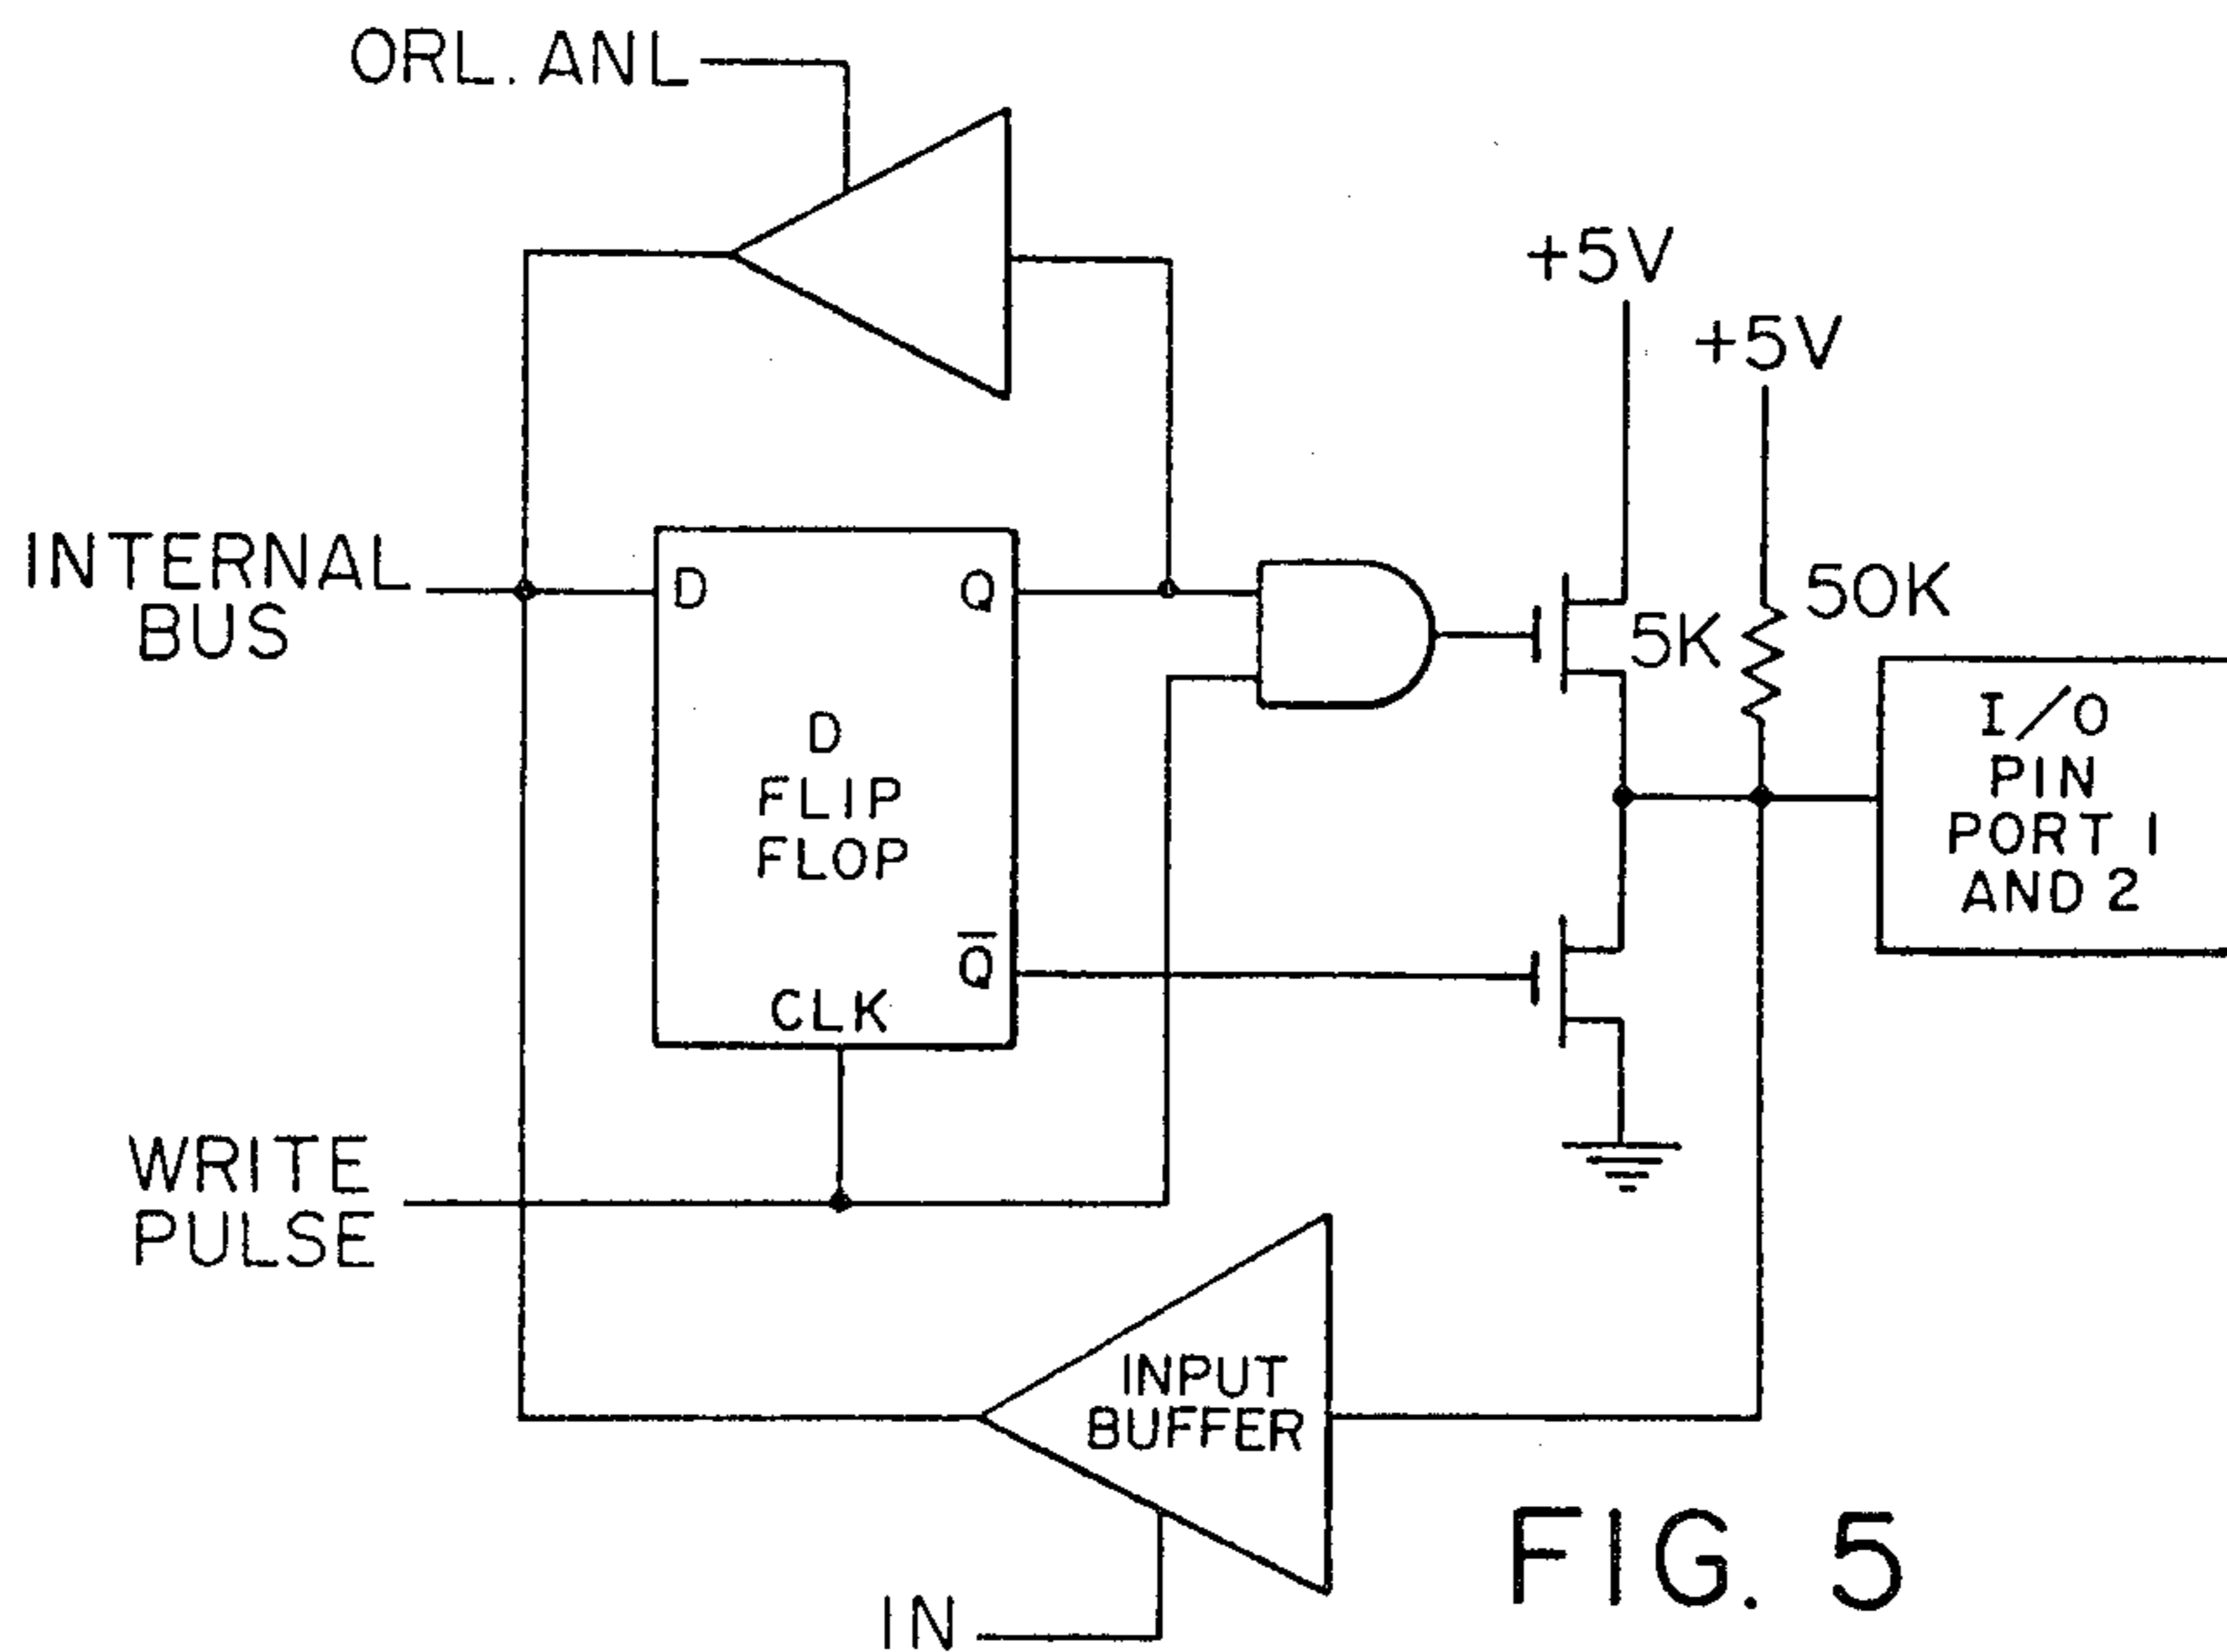 ORL. ANL
+5V
+5V
INTERNAL
BUS
D
Q
5K
50K
D
FLIP
FLOP
I/O
PIN
PORT 1
AND 2
Q̅
CLK
WRITE
PULSE
INPUT
BUFFER
IN
FIG. 5